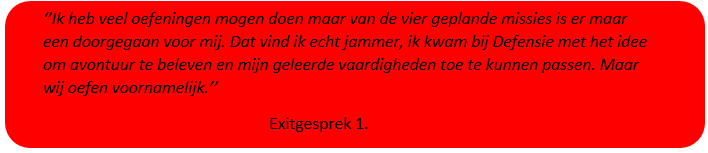 ‘’Ik heb veel oefeningen mogen doen maar van de vier geplande missies is er maar
een doorgegaan voor mij. Dat vind ik echt jammer, ik kwam bij Defensie met het idee
om avontuur te beleven en mijn geleerde vaardigheden toe te kunnen passen. Maar
wij oefen voornamelijk.’’
Exitgesprek 1.